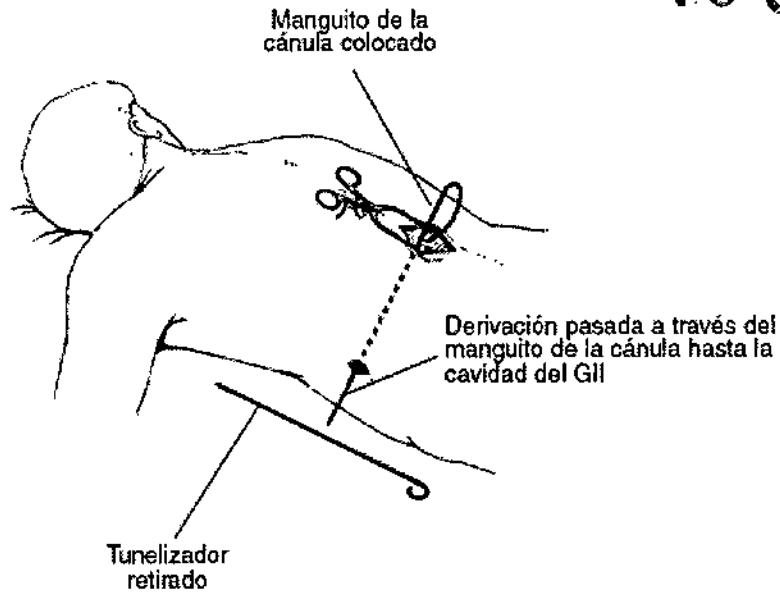 Manguito de la
cánula colocado
Derivación pasada a través del
manguito de la cánula hasta la
cavidad del GII
Tunelizador
retirado